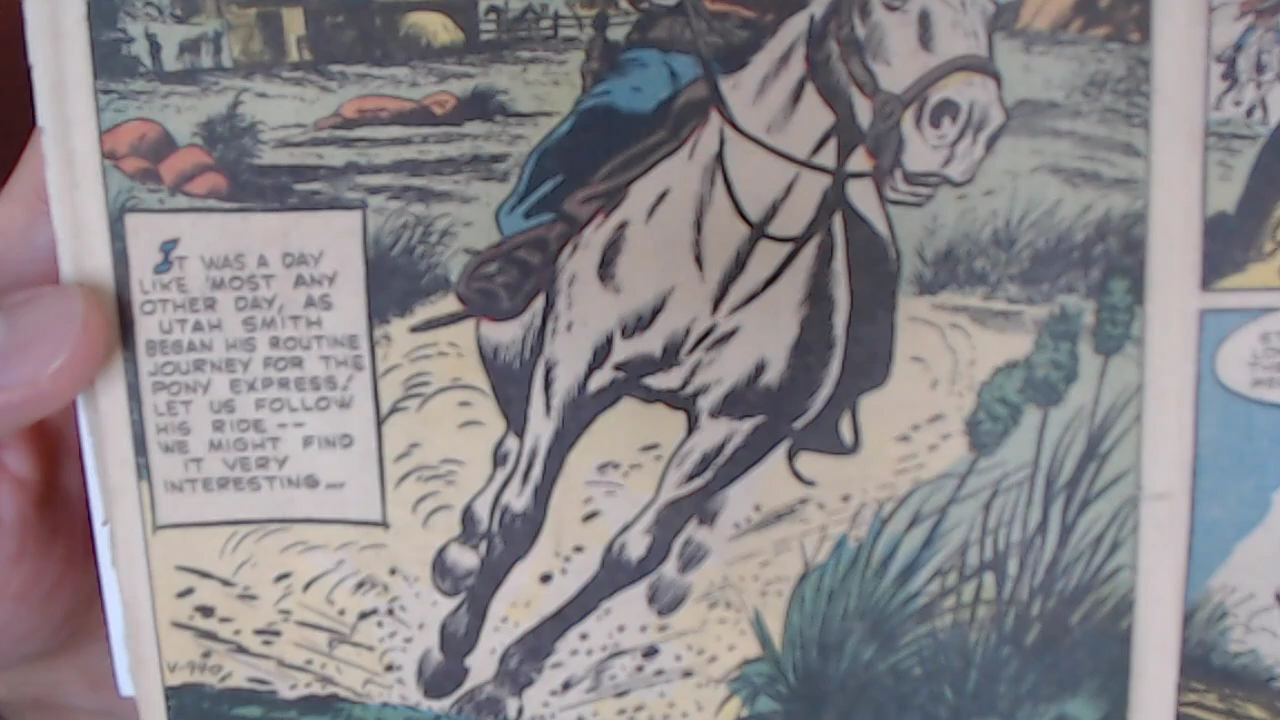 IT WAS A DAY
LIKE 'MOST ANY
OTHER DAY, AS
UTAH SMITH
BEGAN HIS ROUTINE
JOURNEY FOR THE
PONY EXPRESS!
LET US FOLLOW
HIS RIDE --
WE MIGHT FIND
IT VERY
INTERESTING...
V-940